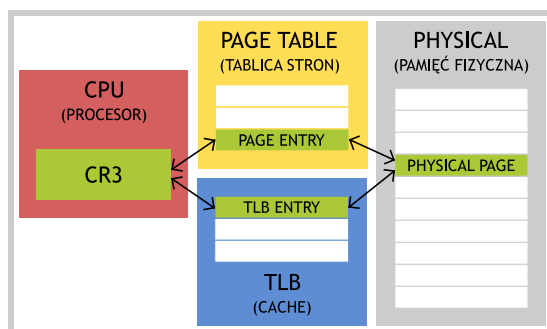 CPU
(PROCESOR)
CR3
PAGE TABLE
(TABLICA STRON)
PAGE ENTRY
TLB ENTRY
TLB
(CACHE)
PHYSICAL
(PAMIĘĆ FIZYCZNA)
PHYSICAL PAGE